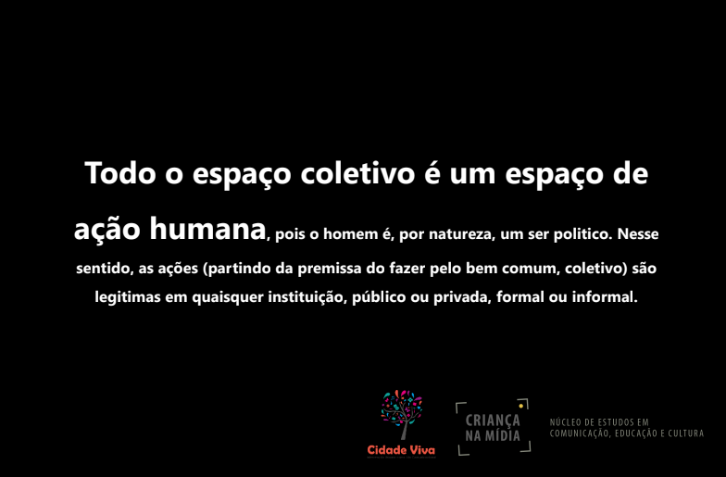 Todo o espaço coletivo é um espaço de
ação humana, pois o homem é, por natureza, um ser politico. Nesse
sentido, as ações (partindo da premissa do fazer pelo bem comum, coletivo) são
legitimas em quaisquer instituição, público ou privada, formal ou informal.
Cidade Viva
CRIANÇA
NA MÍDIA
NÚCLEO DE ESTUDOS EM
COMUNICAÇÃO, EDUCAÇÃO E CULTURA